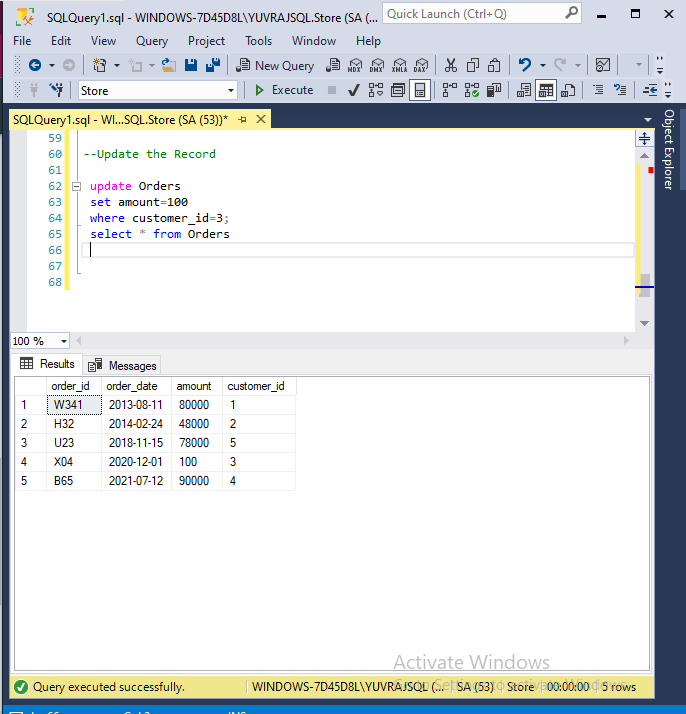 SQLQuery1.sql - WINDOWS-7D45D8L\YUVRAJSQL.Store (SA (...
Quick Launch (Ctrl+Q)
File Edit View Query Project Tools Window Help
New Query MDX DMX XMLA DAX
Store Execute
SQLQuery1.sql - WI...SQL.Store (SA (53))*
Object Explorer
59
60 --Update the Record
61
62 update Orders
63 set amount=100
64 where customer_id=3;
65 select * from Orders
66
67
68
100 %
Results Messages
order_id order_date amount customer_id
1 W341 2013-08-11 80000 1
2 H32 2014-02-24 48000 2
3 U23 2018-11-15 78000 5
4 X04 2020-12-01 100 3
5 B65 2021-07-12 90000 4
Activate Windows
Go to Settings to activate Windows.
Query executed successfully. WINDOWS-7D45D8L\YUVRAJSQL (... SA (53) Store 00:00:00 5 rows